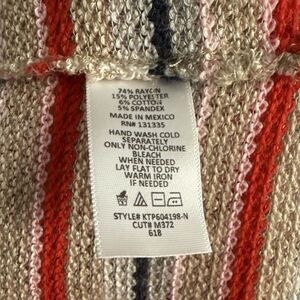 74% RAYON
15% POLYESTER
6% COTTON
5% SPANDEX
MADE IN MEXICO
RN# 131335
HAND WASH COLD
SEPARATELY
ONLY NON-CHLORINE
BLEACH
WHEN NEEDED
LAY FLAT TO DRY
WARM IRON
IF NEEDED
STYLE# KTP604198-N
CUT# M372
618